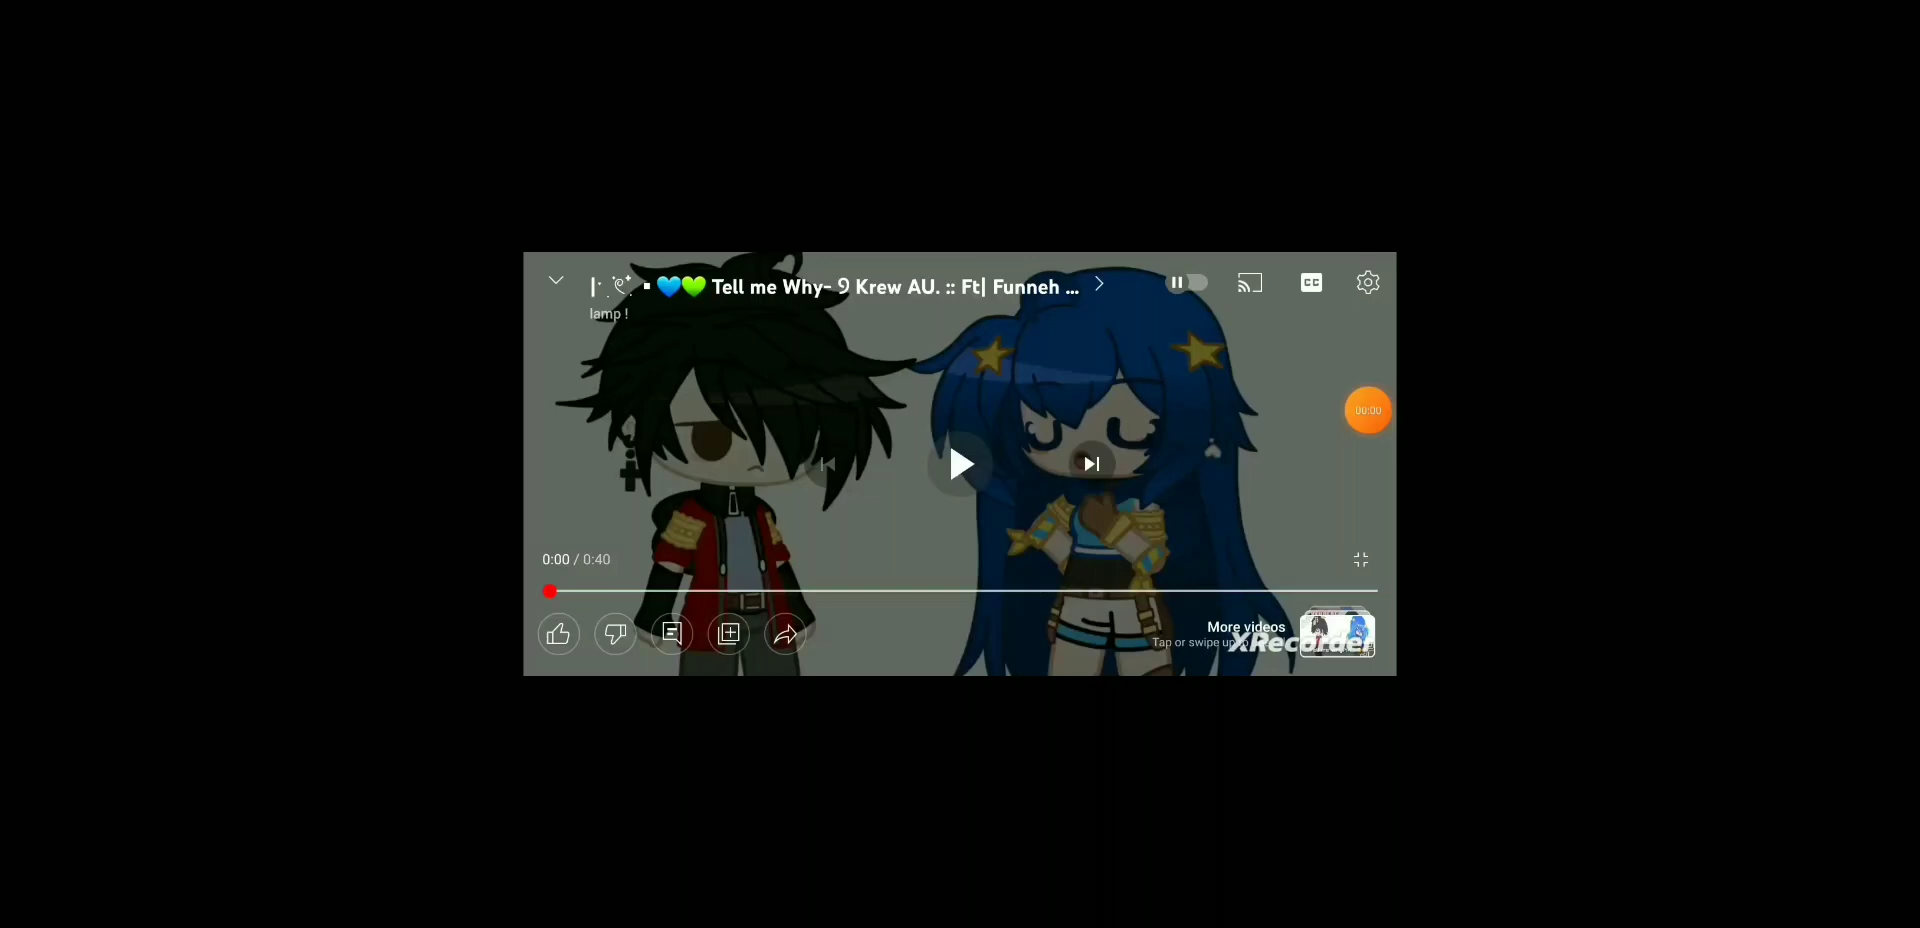 |· ༘ ▪ 💙💚 Tell me Why- 𝟿 Krew AU. :: Ft| Funneh ...
lamp !
CC
00:00
0:00 / 0:40
More videos
Tap or swipe up
XRecorder